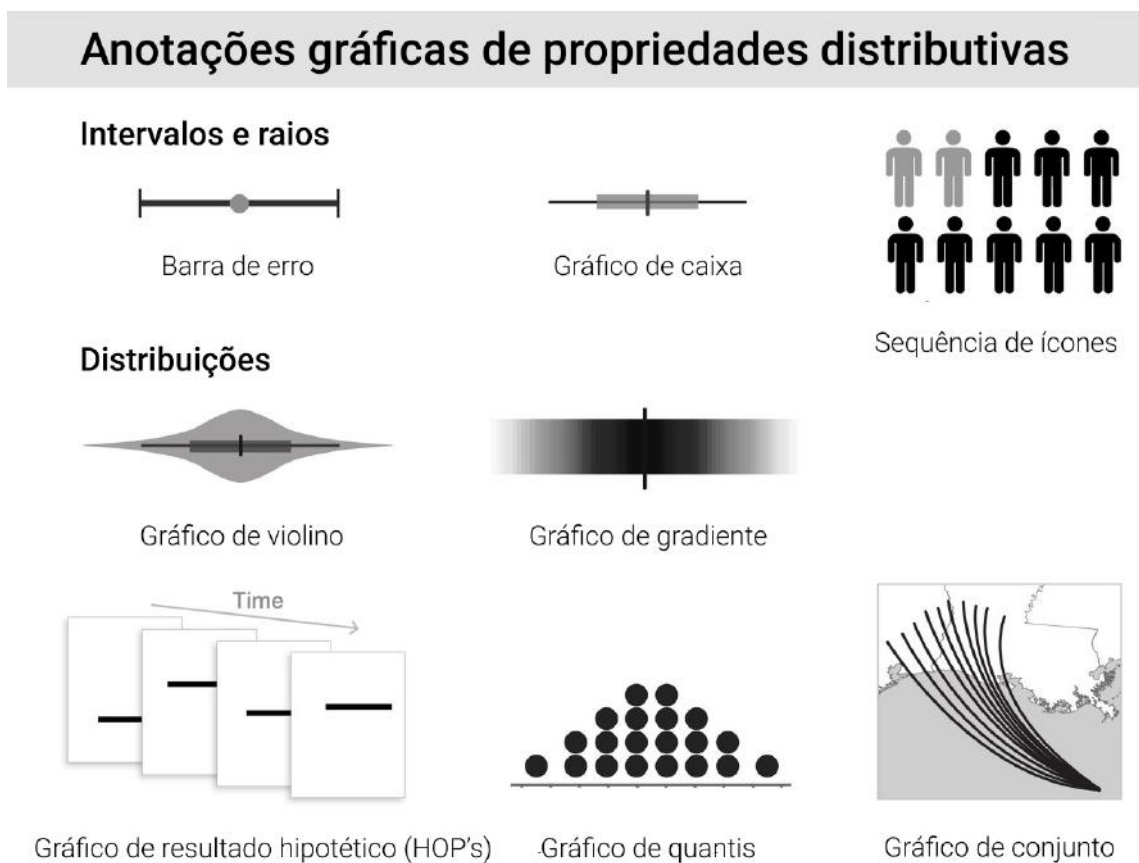 Anotações gráficas de propriedades distributivas
Intervalos e raios
Barra de erro
Gráfico de caixa
Sequência de ícones
Distribuições
Gráfico de violino
Gráfico de gradiente
Time
Gráfico de resultado hipotético (HOP's)
Gráfico de quantis
Gráfico de conjunto